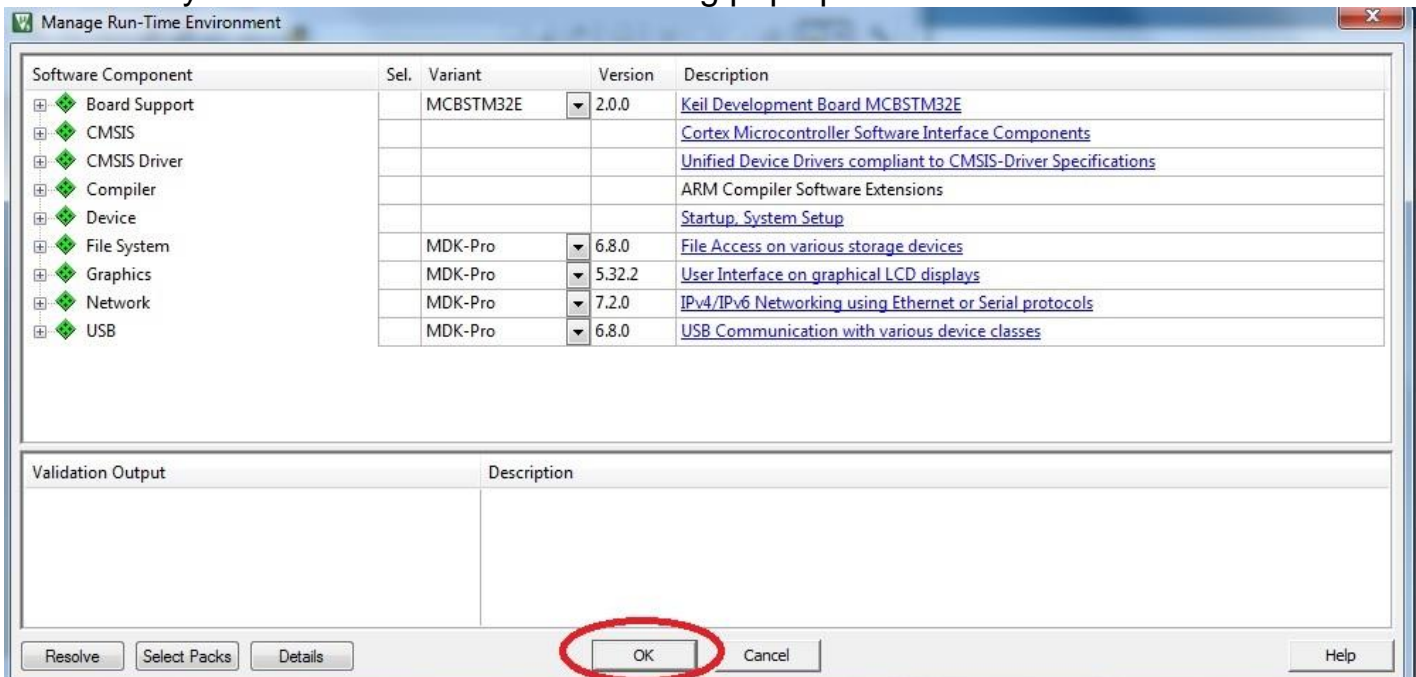 Manage Run-Time Environment
Software Component Sel. Variant Version Description
Board Support MCBSTM32E 2.0.0 Keil Development Board MCBSTM32E
CMSIS Cortex Microcontroller Software Interface Components
CMSIS Driver Unified Device Drivers compliant to CMSIS-Driver Specifications
Compiler ARM Compiler Software Extensions
Device Startup, System Setup
File System MDK-Pro 6.8.0 File Access on various storage devices
Graphics MDK-Pro 5.32.2 User Interface on graphical LCD displays
Network MDK-Pro 7.2.0 IPv4/IPv6 Networking using Ethernet or Serial protocols
USB MDK-Pro 6.8.0 USB Communication with various device classes
Validation Output Description
Resolve Select Packs Details OK Cancel Help